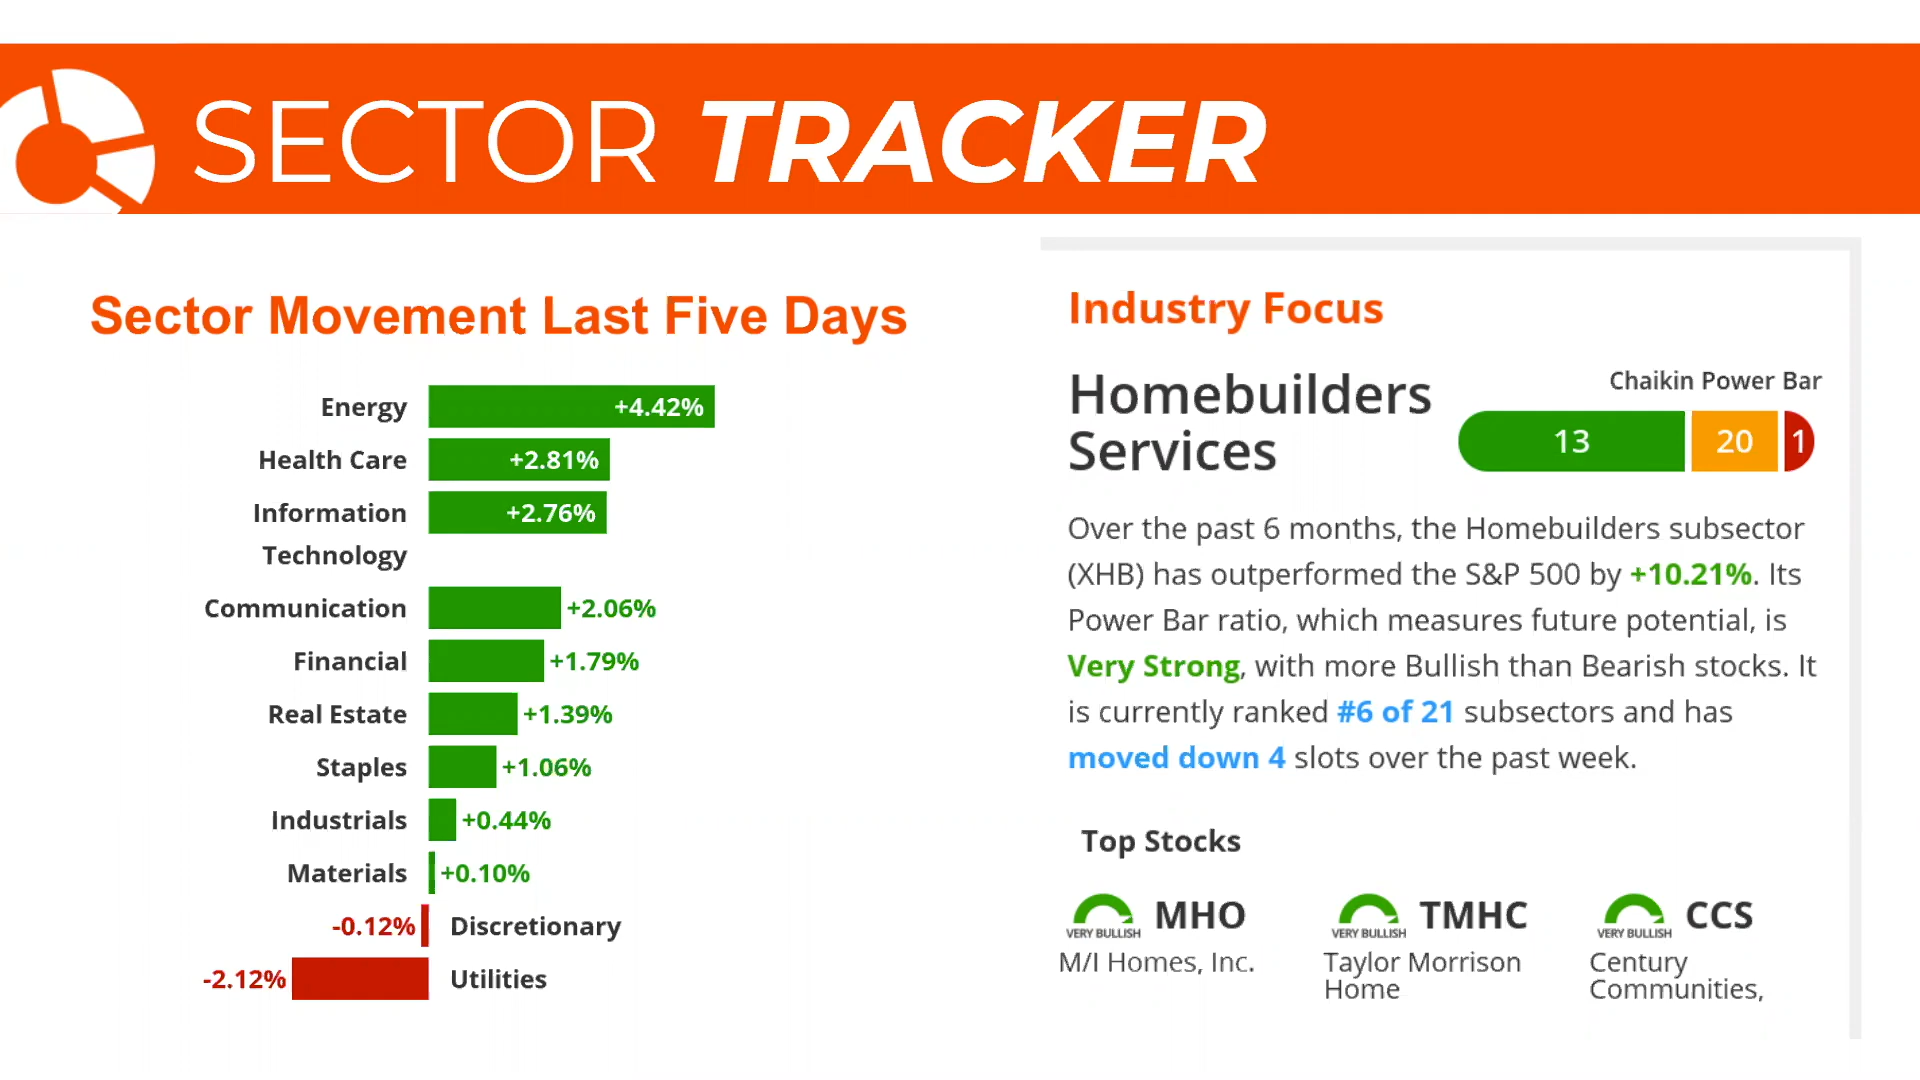 SECTOR TRACKER
Sector Movement Last Five Days
Energy +4.42%
Health Care +2.81%
Information +2.76%
Technology
Communication +2.06%
Financial +1.79%
Real Estate +1.39%
Staples +1.06%
Industrials +0.44%
Materials +0.10%
-0.12% Discretionary
-2.12% Utilities
Industry Focus
Homebuilders
Services
Chaikin Power Bar
13 20 1
Over the past 6 months, the Homebuilders subsector
(XHB) has outperformed the S&P 500 by +10.21%. Its
Power Bar ratio, which measures future potential, is
Very Strong, with more Bullish than Bearish stocks. It
is currently ranked #6 of 21 subsectors and has
moved down 4 slots over the past week.
Top Stocks
VERY BULLISH MHO
M/I Homes, Inc.
VERY BULLISH TMHC
Taylor Morrison
Home
VERY BULLISH CCS
Century
Communities,